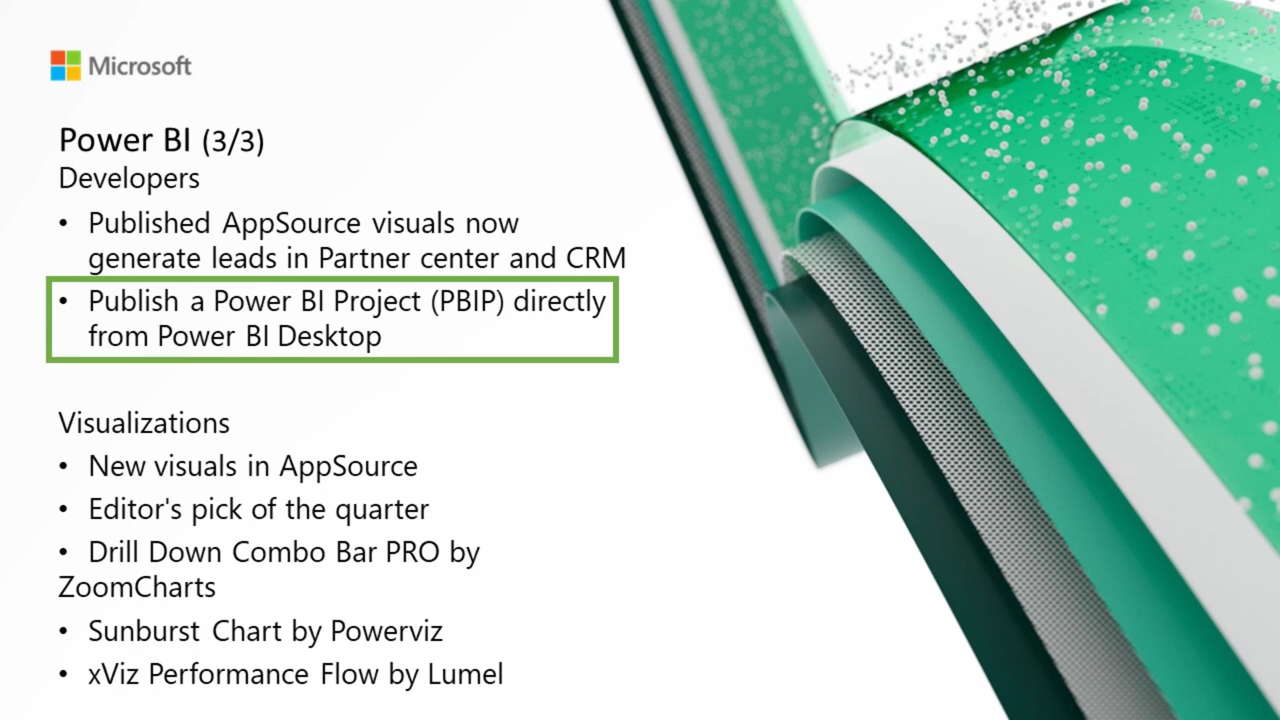 Microsoft
Power BI (3/3)
Developers
• Published AppSource visuals now
generate leads in Partner center and CRM
• Publish a Power BI Project (PBIP) directly
from Power BI Desktop
Visualizations
• New visuals in AppSource
• Editor's pick of the quarter
• Drill Down Combo Bar PRO by
ZoomCharts
• Sunburst Chart by Powerviz
• xViz Performance Flow by Lumel